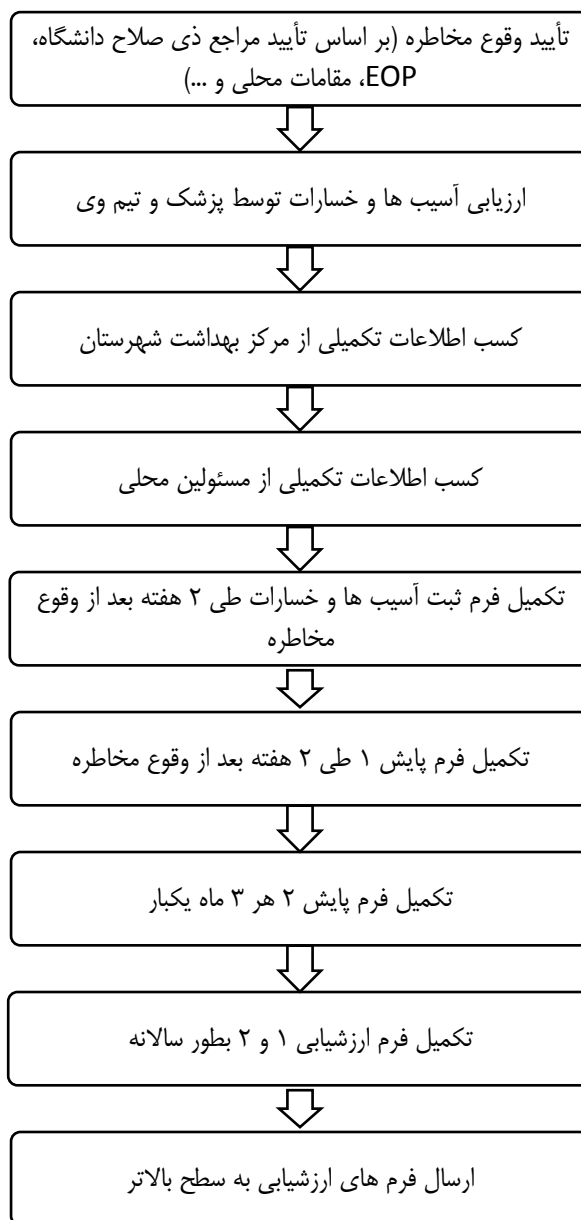 تأیید وقوع مخاطره (بر اساس تأیید مراجع ذی صلاح دانشگاه،
EOP، مقامات محلی و ...)
ارزیابی آسیب ها و خسارات توسط پزشک و تیم وی
کسب اطلاعات تکمیلی از مرکز بهداشت شهرستان
کسب اطلاعات تکمیلی از مسئولین محلی
تکمیل فرم ثبت آسیب ها و خسارات طی ۲ هفته بعد از وقوع
مخاطره
تکمیل فرم پایش ۱ طی ۲ هفته بعد از وقوع مخاطره
تکمیل فرم پایش ۲ هر ۳ ماه یکبار
تکمیل فرم ارزشیابی ۱ و ۲ بطور سالانه
ارسال فرم های ارزشیابی به سطح بالاتر